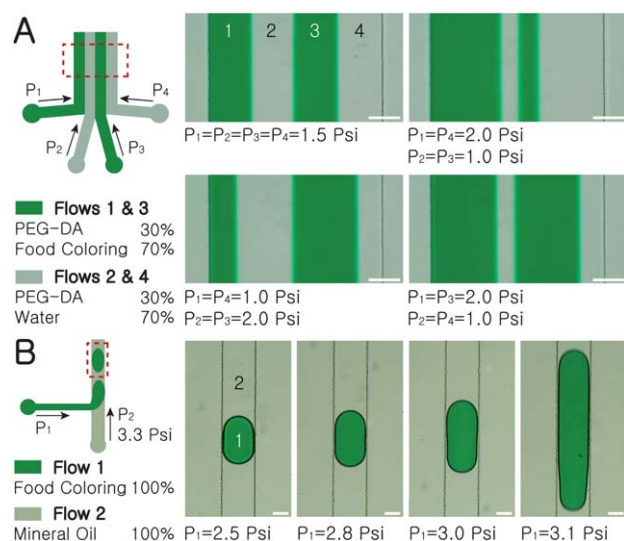 A
P₁
P₄
P₂
P₃
Flows 1 & 3
PEG-DA 30%
Food Coloring 70%
Flows 2 & 4
PEG-DA 30%
Water 70%
1 2 3 4
P₁=P₂=P₃=P₄=1.5 Psi
P₁=P₄=2.0 Psi
P₂=P₃=1.0 Psi
P₁=P₄=1.0 Psi
P₂=P₃=2.0 Psi
P₁=P₃=2.0 Psi
P₂=P₄=1.0 Psi
B
P₂
3.3 Psi
P₁
Flow 1
Food Coloring 100%
Flow 2
Mineral Oil 100%
2
1
P₁=2.5 Psi
P₁=2.8 Psi
P₁=3.0 Psi
P₁=3.1 Psi